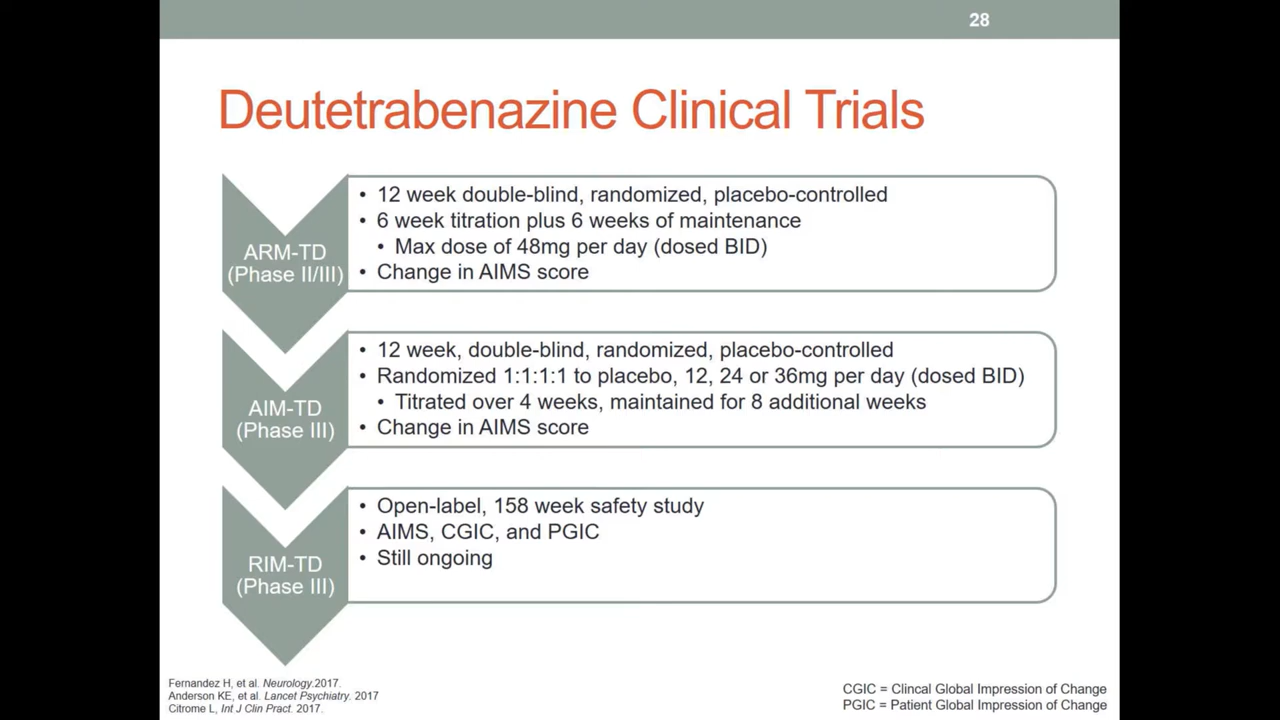 28
Deutetrabenazine Clinical Trials
ARM-TD
(Phase II/III)
• 12 week double-blind, randomized, placebo-controlled
• 6 week titration plus 6 weeks of maintenance
• Max dose of 48mg per day (dosed BID)
• Change in AIMS score
AIM-TD
(Phase III)
• 12 week, double-blind, randomized, placebo-controlled
• Randomized 1:1:1:1 to placebo, 12, 24 or 36mg per day (dosed BID)
• Titrated over 4 weeks, maintained for 8 additional weeks
• Change in AIMS score
RIM-TD
(Phase III)
• Open-label, 158 week safety study
• AIMS, CGIC, and PGIC
• Still ongoing
Fernandez H, et al. Neurology.2017.
Anderson KE, et al. Lancet Psychiatry. 2017
Citrome L, Int J Clin Pract. 2017.
CGIC = Clincal Global Impression of Change
PGIC = Patient Global Impression of Change